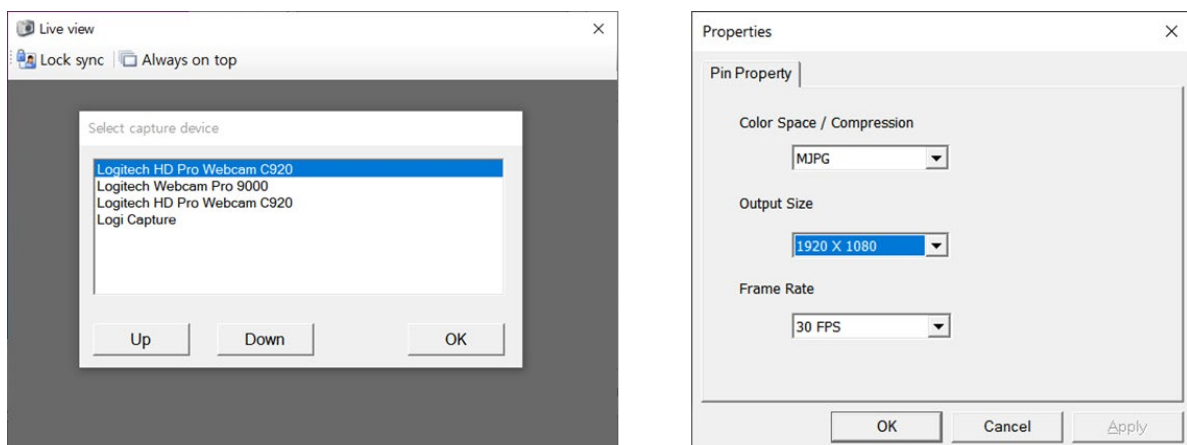 Live view
Lock sync Always on top
Select capture device
Logitech HD Pro Webcam C920
Logitech Webcam Pro 9000
Logitech HD Pro Webcam C920
Logi Capture
Up Down OK
Properties
Pin Property
Color Space / Compression
MJPG
Output Size
1920 X 1080
Frame Rate
30 FPS
OK Cancel Apply